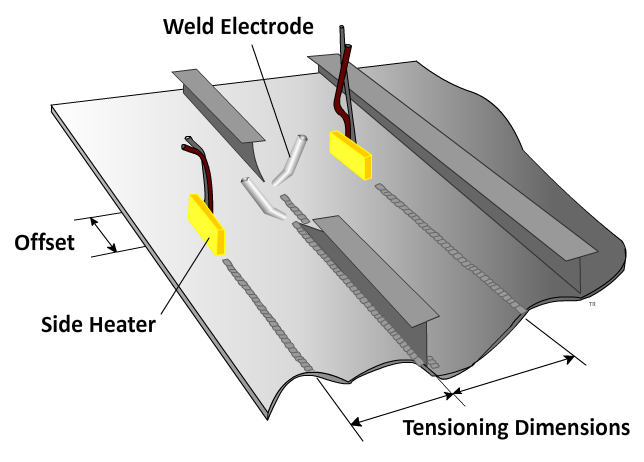 Weld Electrode
Offset
Side Heater
Tensioning Dimensions